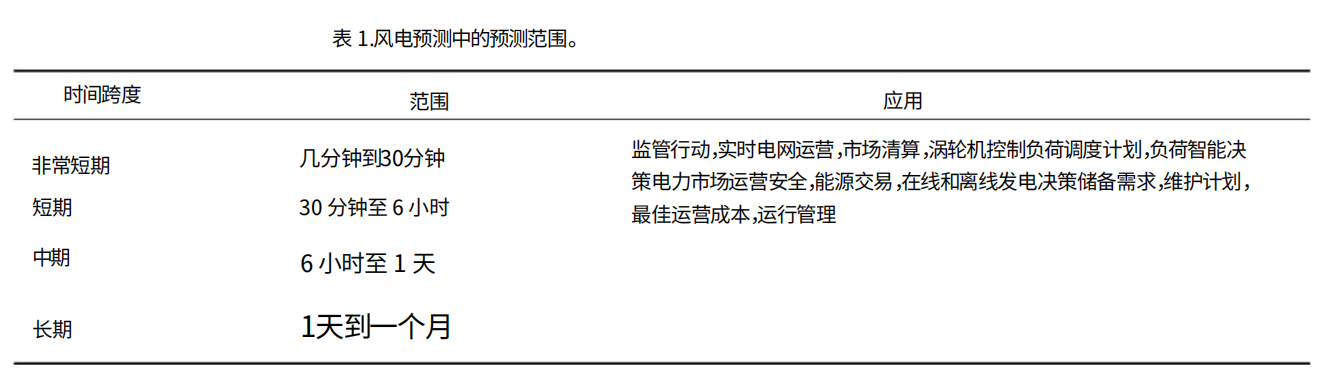 表 1.风电预测中的预测范围。
时间跨度 范围 应用
非常短期 几分钟到30分钟 监管行动,实时电网运营,市场清算,涡轮机控制负荷调度计划,负荷智能决
策电力市场运营安全,能源交易,在线和离线发电决策储备需求,维护计划,
短期 30 分钟至 6 小时 最佳运营成本,运行管理
中期 6 小时至 1 天
长期 1天到一个月